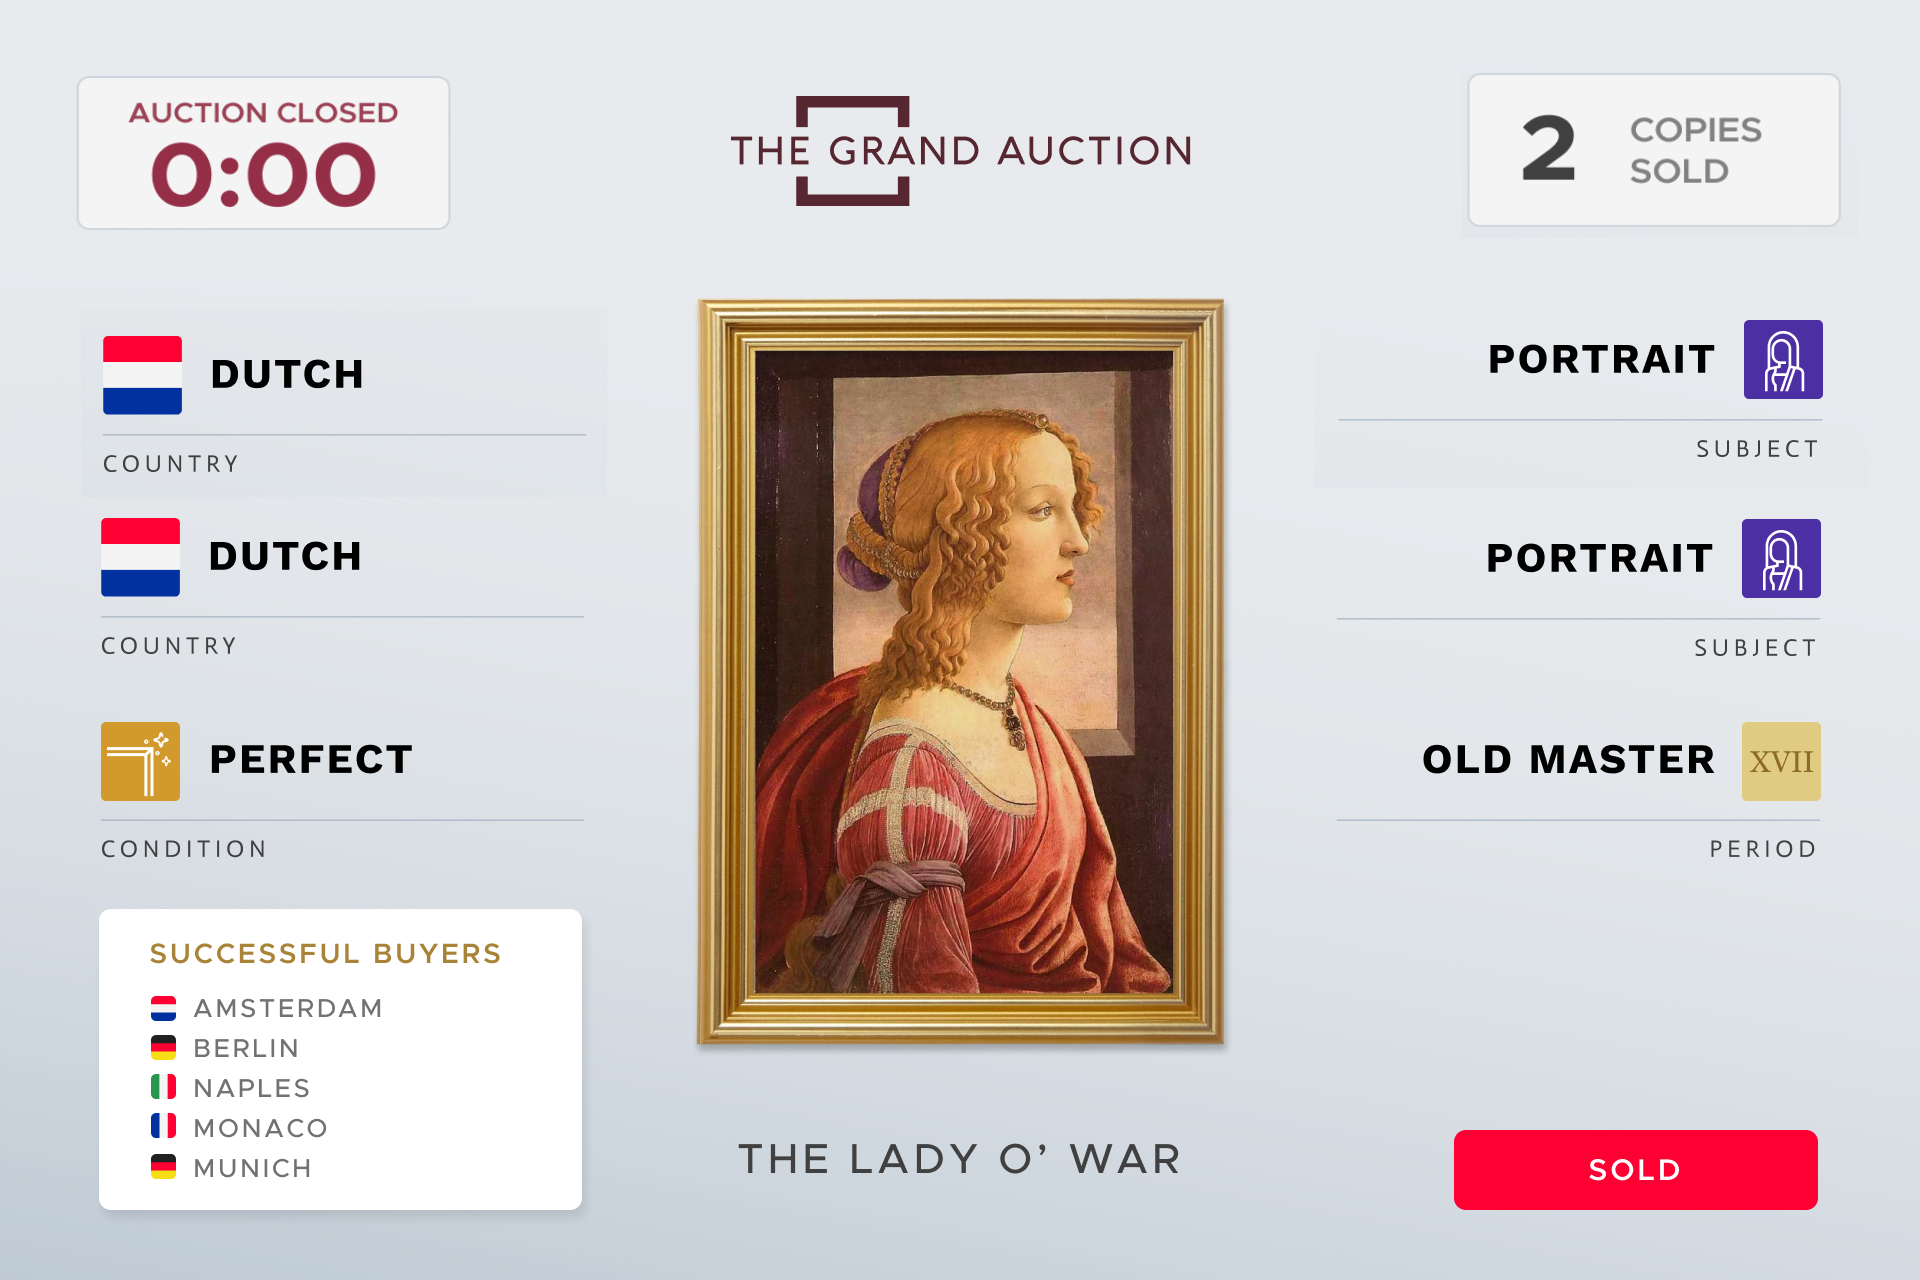 AUCTION CLOSED
0:00
THE GRAND AUCTION
2 COPIES
SOLD
DUTCH
COUNTRY
DUTCH
COUNTRY
PERFECT
CONDITION
PORTRAIT
SUBJECT
PORTRAIT
SUBJECT
OLD MASTER XVII
PERIOD
SUCCESSFUL BUYERS
AMSTERDAM
BERLIN
NAPLES
MONACO
MUNICH
THE LADY O’ WAR
SOLD